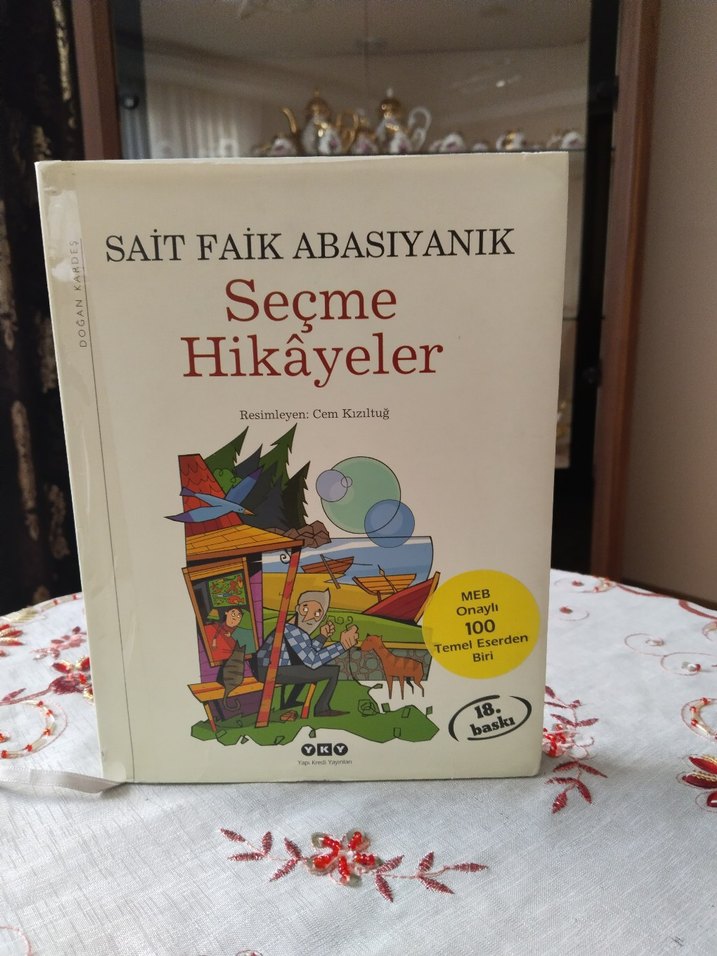 DOĞAN KARDEŞ
SAİT FAİK ABASIYANIK
Seçme
Hikâyeler
Resimleyen: Cem Kızıltuğ
MEB
Onaylı
100
Temel Eserden
Biri
18.
baskı
YKY
Yapı Kredi Yayınları